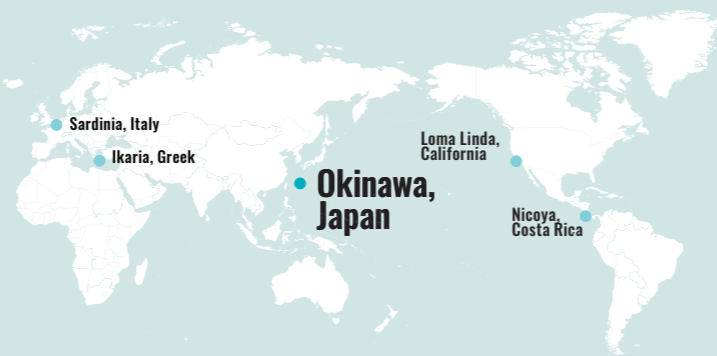 Sardinia, Italy
Ikaria, Greek
Okinawa,
Japan
Loma Linda,
California
Nicoya,
Costa Rica